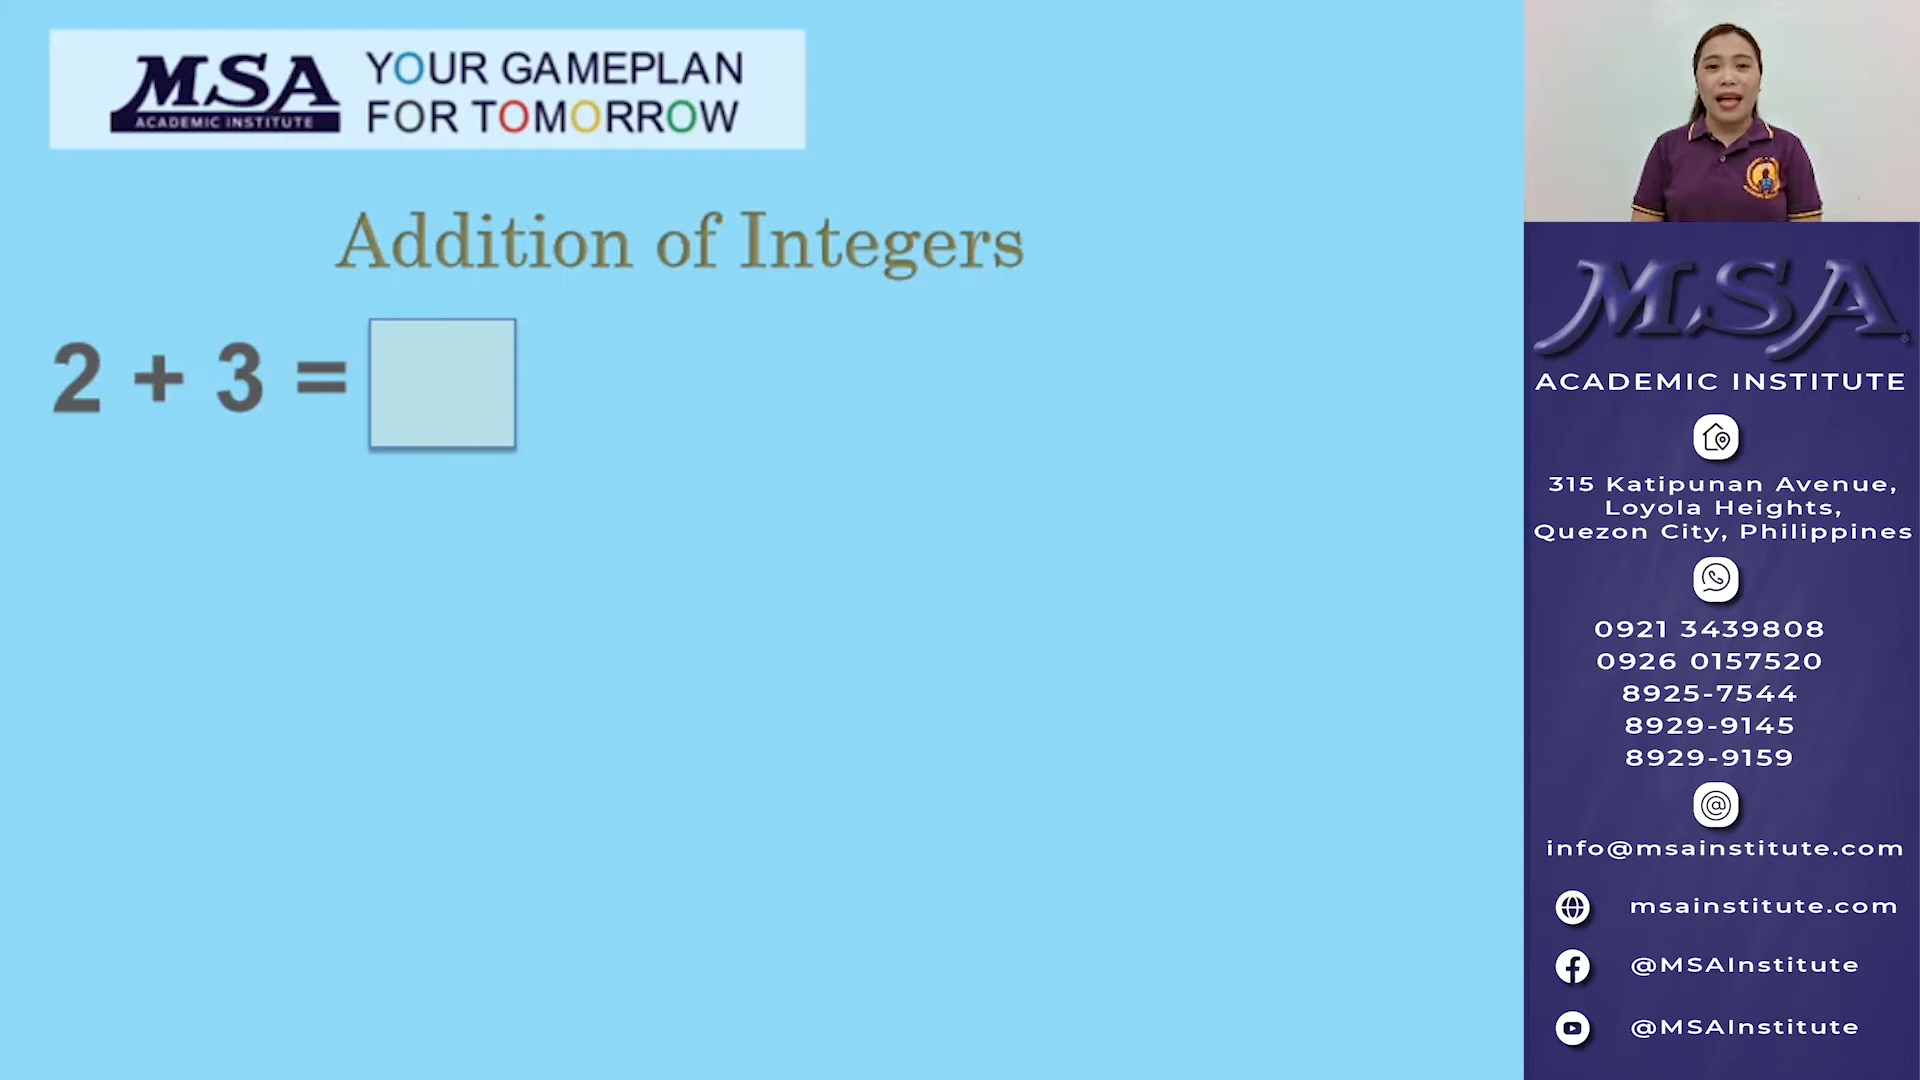 MSA
ACADEMIC INSTITUTE
YOUR GAMEPLAN
FOR TOMORROW
Addition of Integers
2 + 3 =
MSA
ACADEMIC INSTITUTE
315 Katipunan Avenue,
Loyola Heights,
Quezon City, Philippines
0921 3439808
0926 0157520
8925-7544
8929-9145
8929-9159
info@msainstitute.com
msainstitute.com
@MSAInstitute
@MSAInstitute